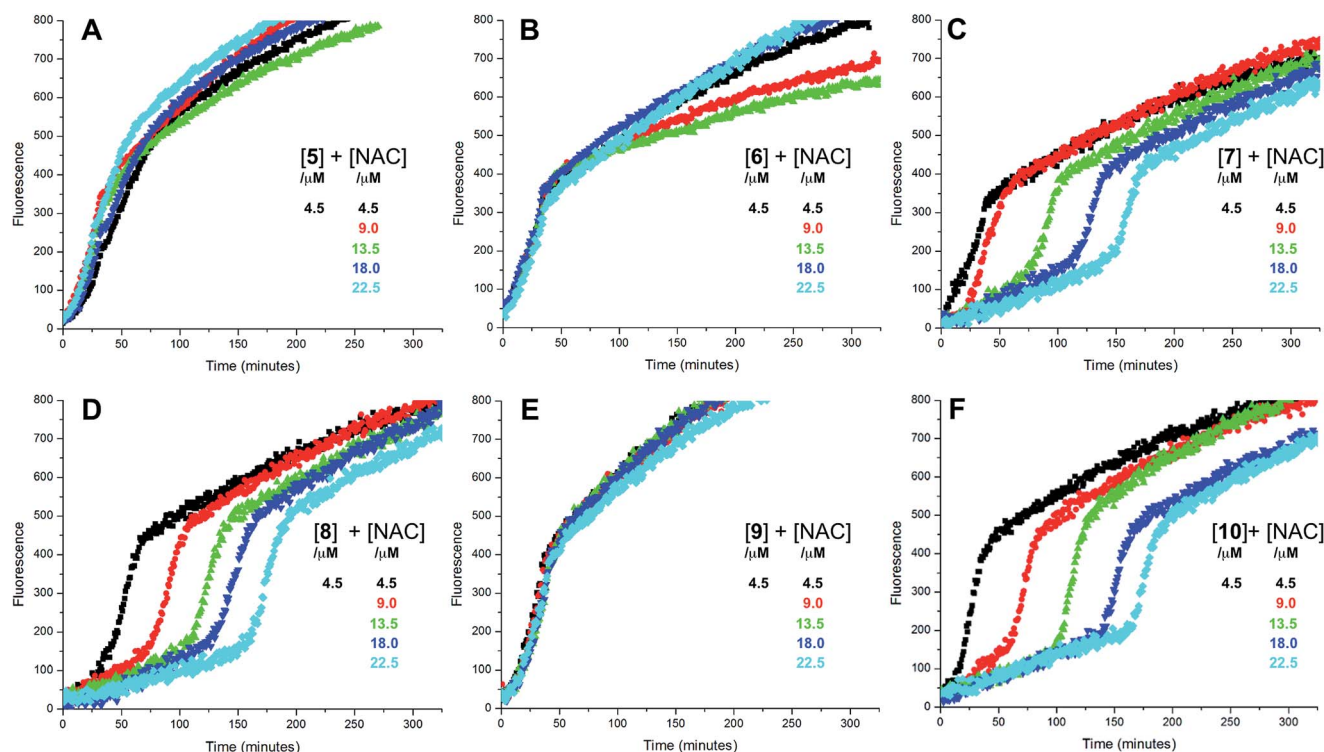 A
800
700
600
500
400
300
200
100
0
Fluorescence
[5] + [NAC]
/μM /μM
4.5 4.5
9.0
13.5
18.0
22.5
0 50 100 150 200 250 300
Time (minutes)
B
800
700
600
500
400
300
200
100
0
Fluorescence
[6] + [NAC]
/μM /μM
4.5 4.5
9.0
13.5
18.0
22.5
0 50 100 150 200 250 300
Time (minutes)
C
800
700
600
500
400
300
200
100
0
Fluorescence
[7] + [NAC]
/μM /μM
4.5 4.5
9.0
13.5
18.0
22.5
0 50 100 150 200 250 300
Time (minutes)
D
800
700
600
500
400
300
200
100
0
Fluorescence
[8] + [NAC]
/μM /μM
4.5 4.5
9.0
13.5
18.0
22.5
0 50 100 150 200 250 300
Time (minutes)
E
800
700
600
500
400
300
200
100
0
Fluorescence
[9] + [NAC]
/μM /μM
4.5 4.5
9.0
13.5
18.0
22.5
0 50 100 150 200 250 300
Time (minutes)
F
800
700
600
500
400
300
200
100
0
Fluorescence
[10]+ [NAC]
/μM /μM
4.5 4.5
9.0
13.5
18.0
22.5
0 50 100 150 200 250 300
Time (minutes)